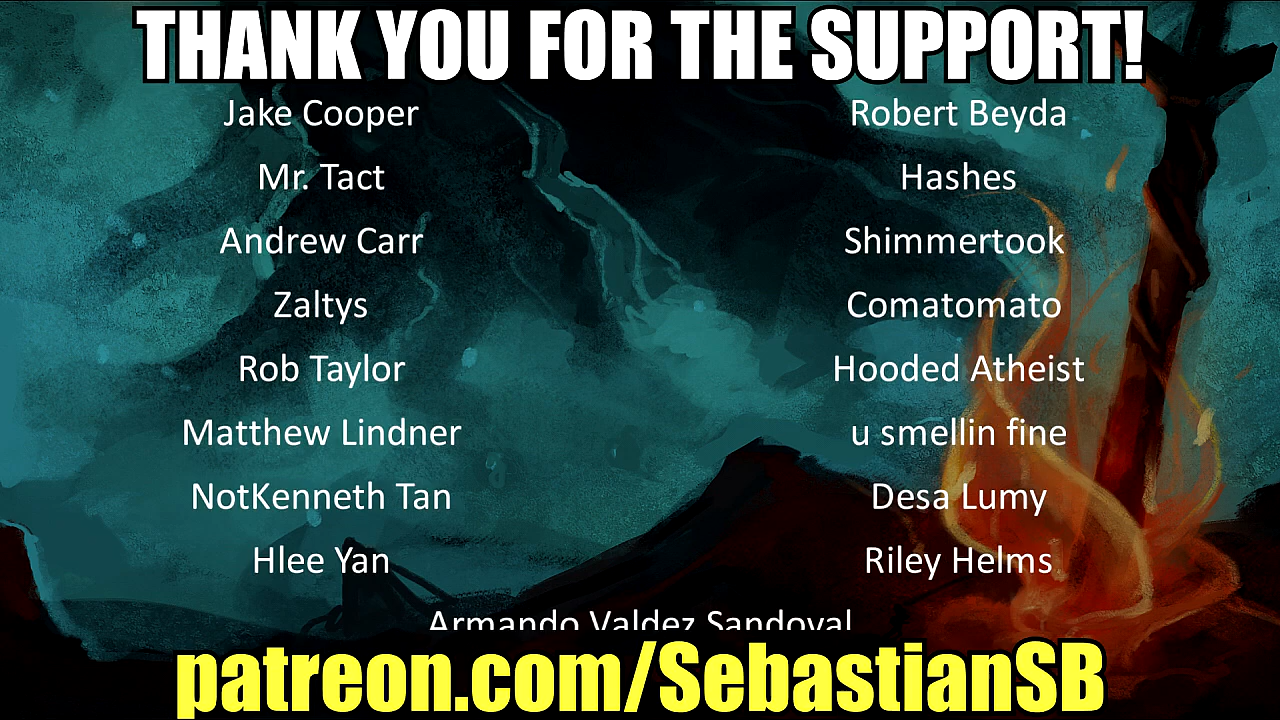 THANK YOU FOR THE SUPPORT!
Jake Cooper Robert Beyda
Mr. Tact Hashes
Andrew Carr Shimmertook
Zaltys Comatomato
Rob Taylor Hooded Atheist
Matthew Lindner u smellin fine
NotKenneth Tan Desa Lumy
Hlee Yan Riley Helms
Armando Valdez Sandoval
patreon.com/SebastianSB